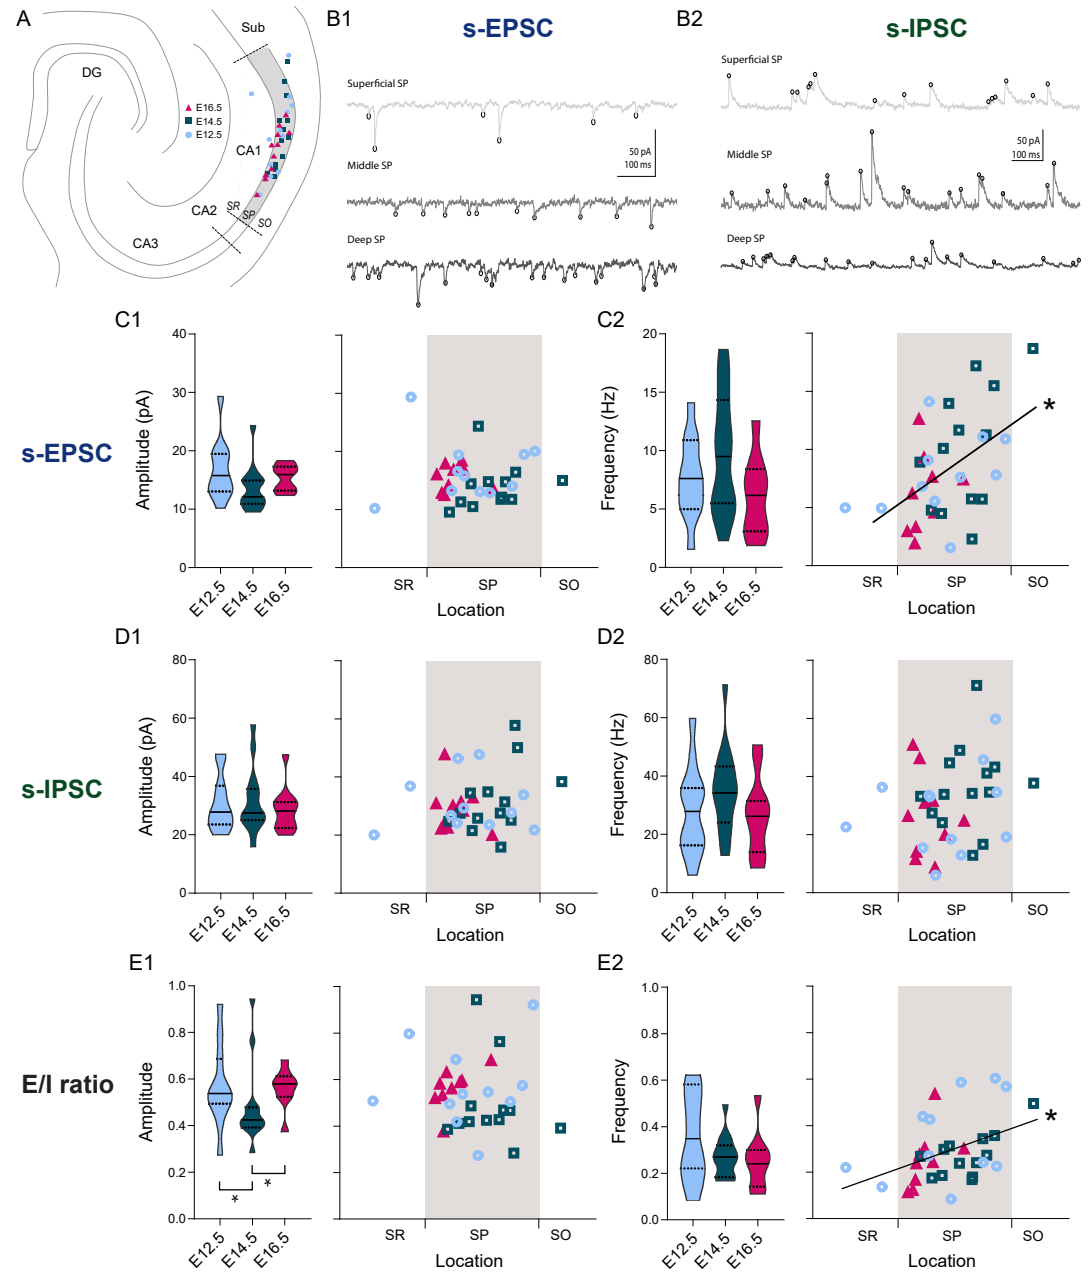 A
B1
s-EPSC
B2
s-IPSC
Sub
DG
E16.5
E14.5
E12.5
CA1
CA2
SR
SP
SO
CA3
Superficial SP
50 pA
100 ms
Middle SP
Deep SP
Superficial SP
50 pA
100 ms
Middle SP
Deep SP
C1
C2
s-EPSC
Amplitude (pA)
40
30
20
10
0
E12.5
E14.5
E16.5
SR
SP
SO
Location
Frequency (Hz)
20
15
10
5
0
E12.5
E14.5
E16.5
*
SR
SP
SO
Location
D1
D2
s-IPSC
Amplitude (pA)
80
60
40
20
0
E12.5
E14.5
E16.5
SR
SP
SO
Location
Frequency (Hz)
80
60
40
20
0
E12.5
E14.5
E16.5
SR
SP
SO
Location
E1
E2
E/I ratio
Amplitude
1.0
0.8
0.6
0.4
0.2
0.0
*
*
E12.5
E14.5
E16.5
SR
SP
SO
Location
Frequency
1.0
0.8
0.6
0.4
0.2
0.0
E12.5
E14.5
E16.5
*
SR
SP
SO
Location